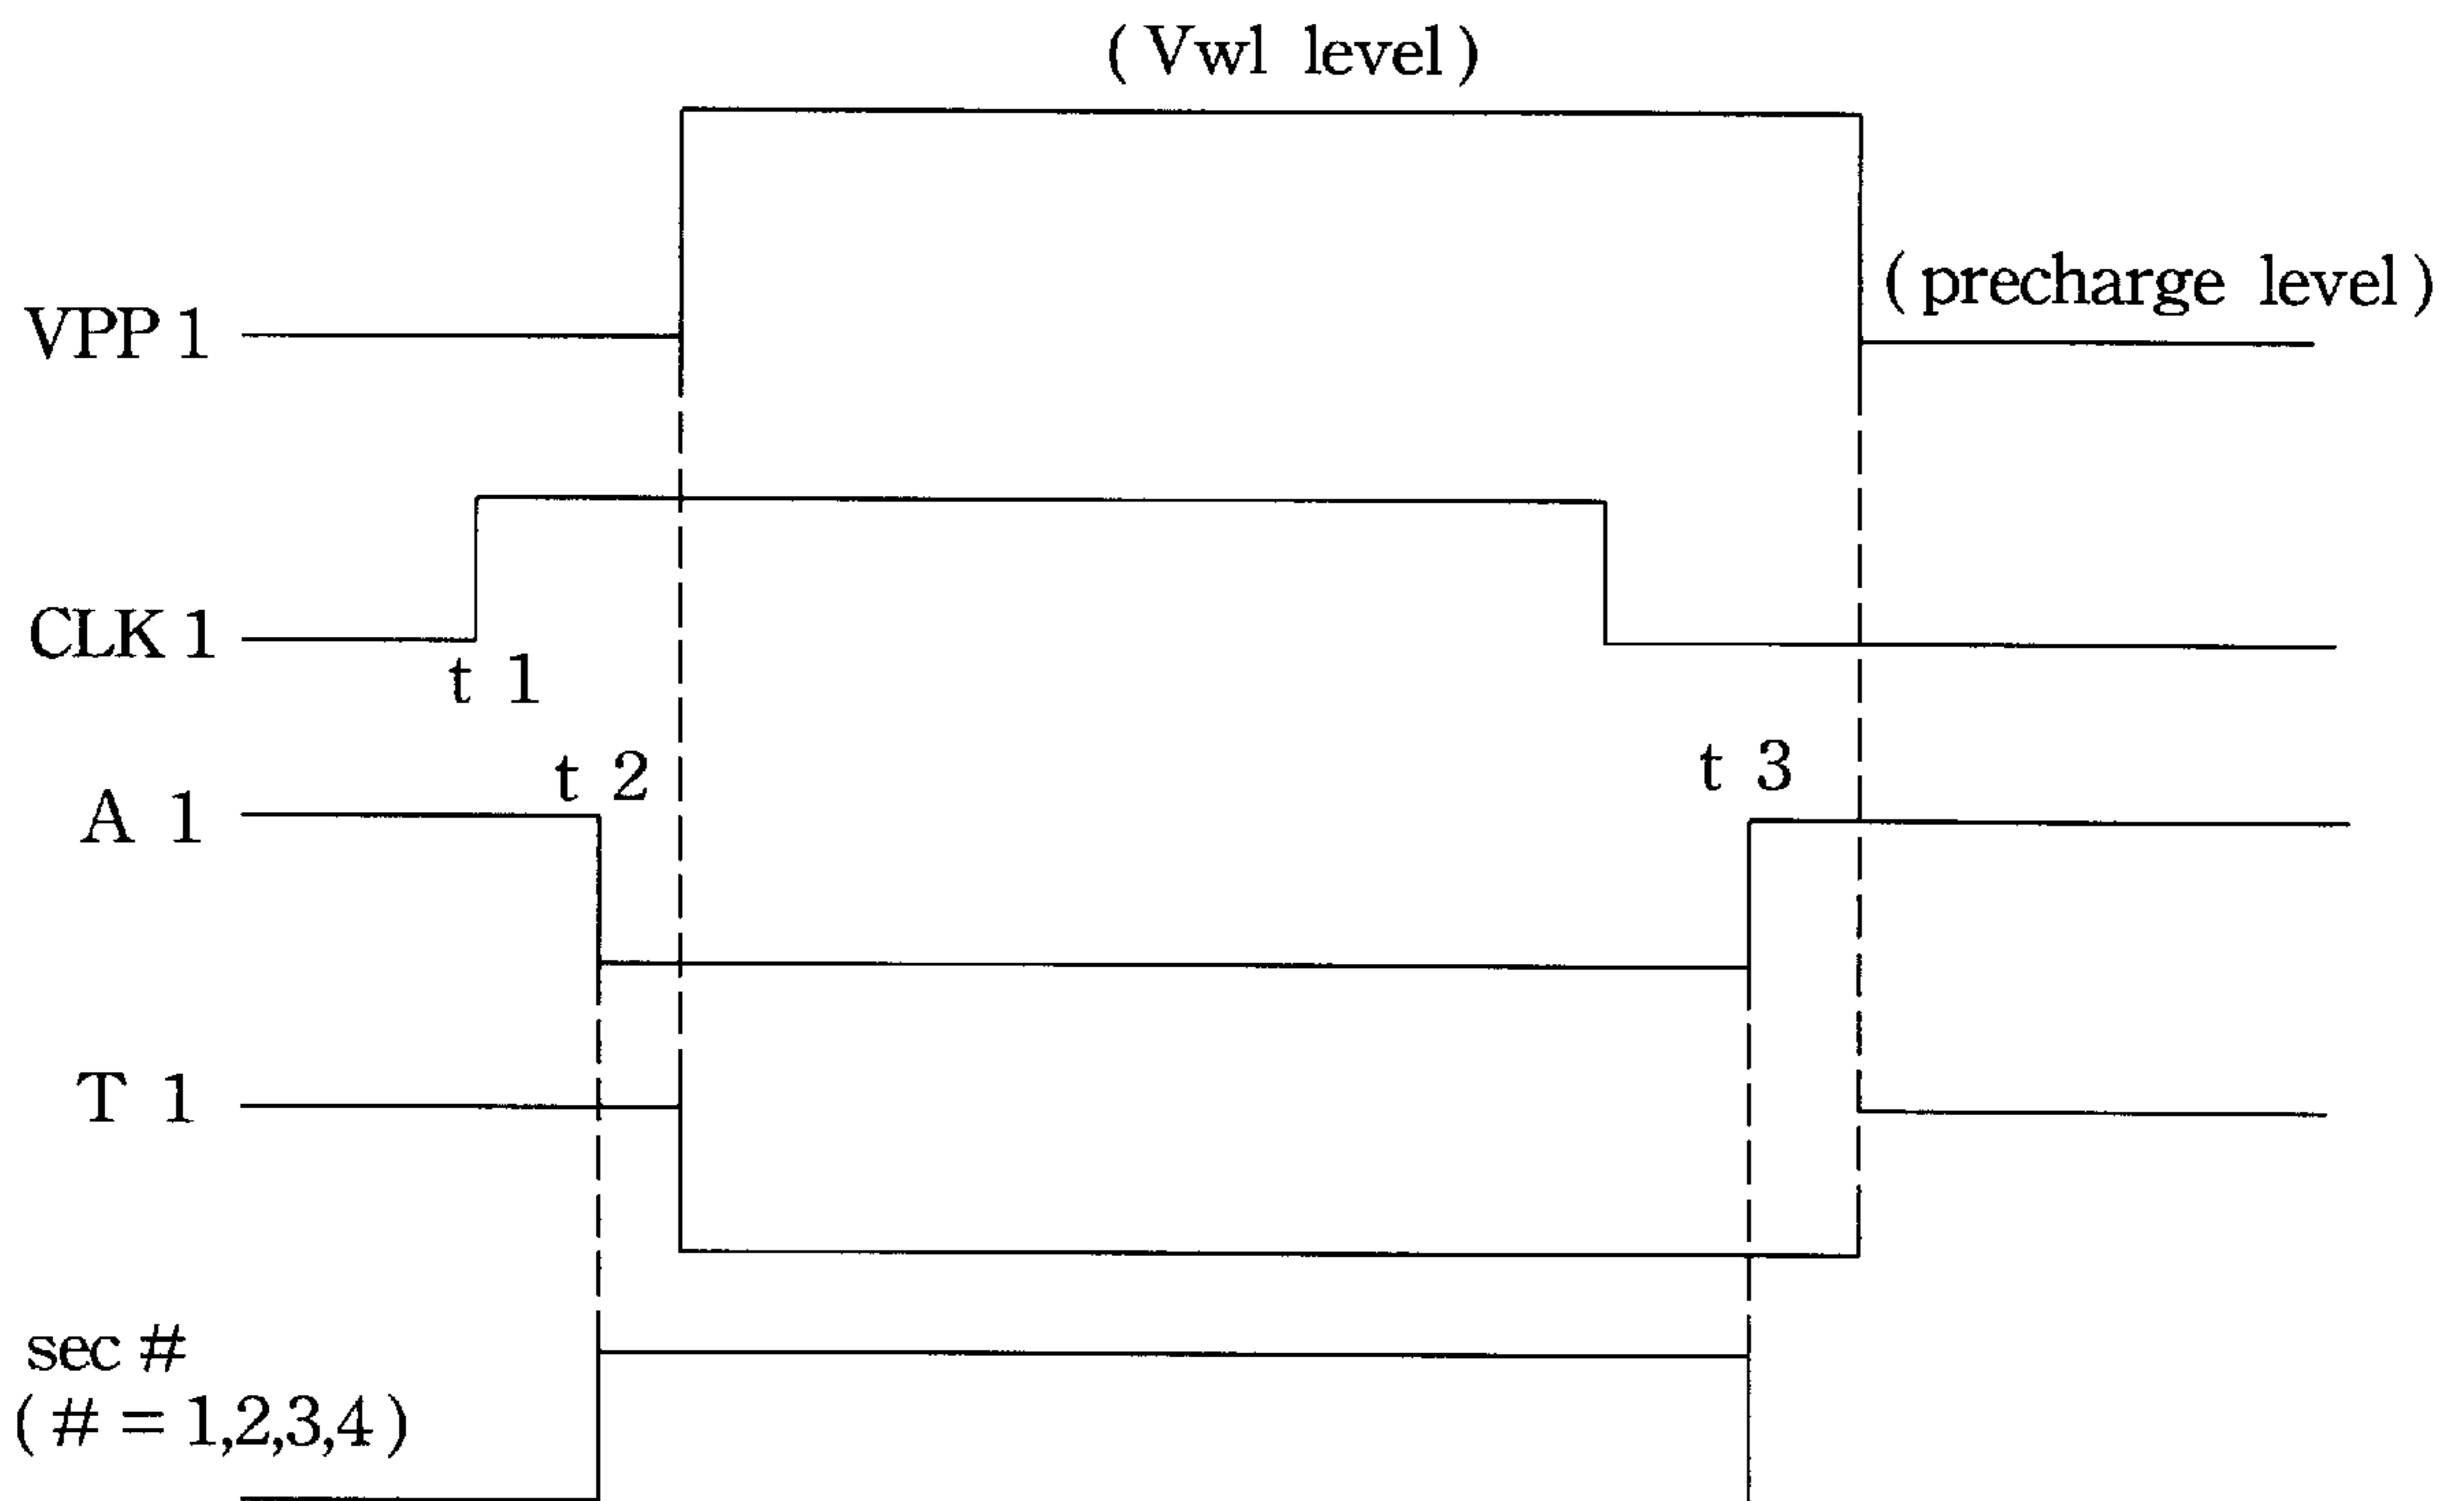 (Vwl level)
(precharge level)
VPP 1
CLK 1
t 1
t 2
t 3
A 1
T 1
sec #
(# = 1,2,3,4)